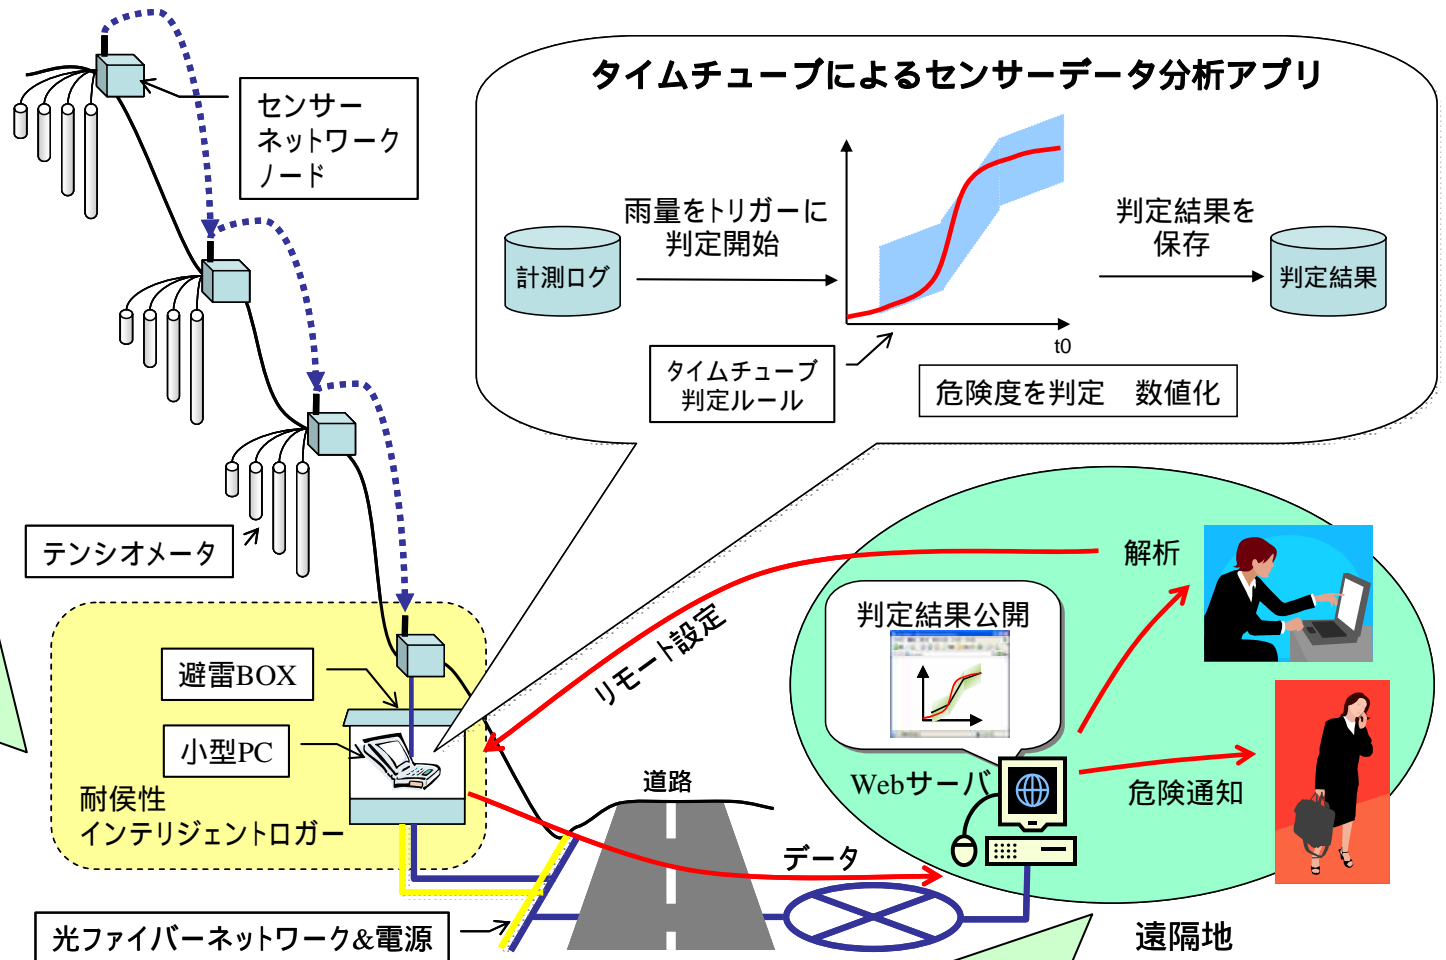 タイムチューブによるセンサーデータ分析アプリ
センサー
ネットワーク
ノード
雨量をトリガーに
判定開始
判定結果を
保存
計測ログ
判定結果
t0
タイムチューブ
判定ルール
危険度を判定　数値化
テンシオメータ
解析
判定結果公開
リモート設定
避雷BOX
小型PC
道路
Webサーバ
危険通知
耐侯性
インテリジェントロガー
データ
光ファイバーネットワーク&電源
遠隔地